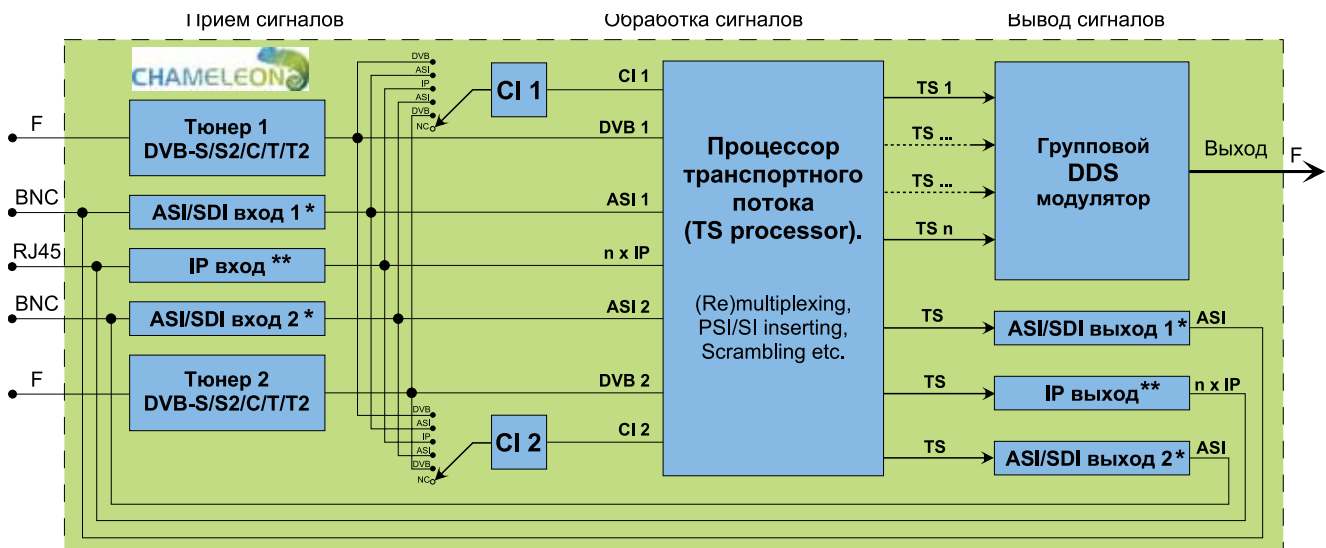 Прием сигналов
Обработка сигналов
Вывод сигналов
CHAMELEON
F
BNC
RJ45
BNC
F
Тюнер 1
DVB-S/S2/C/T/T2
ASI/SDI вход 1*
IP вход **
ASI/SDI вход 2*
Тюнер 2
DVB-S/S2/C/T/T2
DVB
ASI
IP
ASI
DVB
NC
CI 1
DVB
ASI
IP
ASI
DVB
NC
CI 2
CI 1
DVB 1
ASI 1
n x IP
ASI 2
DVB 2
CI 2
Процессор
транспортного
потока
(TS processor).
(Re)multiplexing,
PSI/SI inserting,
Scrambling etc.
TS 1
TS ...
TS ...
TS n
TS
TS
TS
Групповой
DDS
модулятор
ASI/SDI выход 1*
IP выход**
ASI/SDI выход 2*
ASI
n x IP
ASI
Выход
F